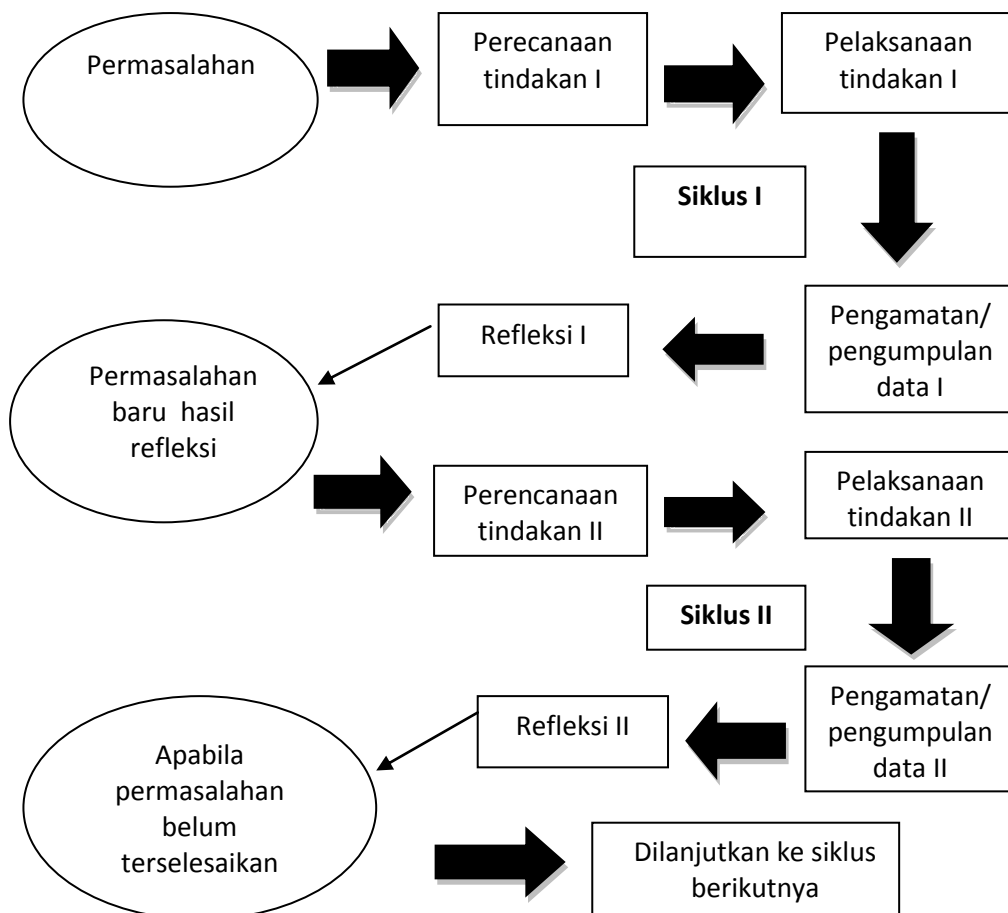 Permasalahan
Perecanaan
tindakan I
Pelaksanaan
tindakan I
Siklus I
Permasalahan
baru hasil
refleksi
Refleksi I
Pengamatan/
pengumpulan
data I
Perencanaan
tindakan II
Pelaksanaan
tindakan II
Siklus II
Apabila
permasalahan
belum
terselesaikan
Refleksi II
Pengamatan/
pengumpulan
data II
Dilanjutkan ke siklus
berikutnya